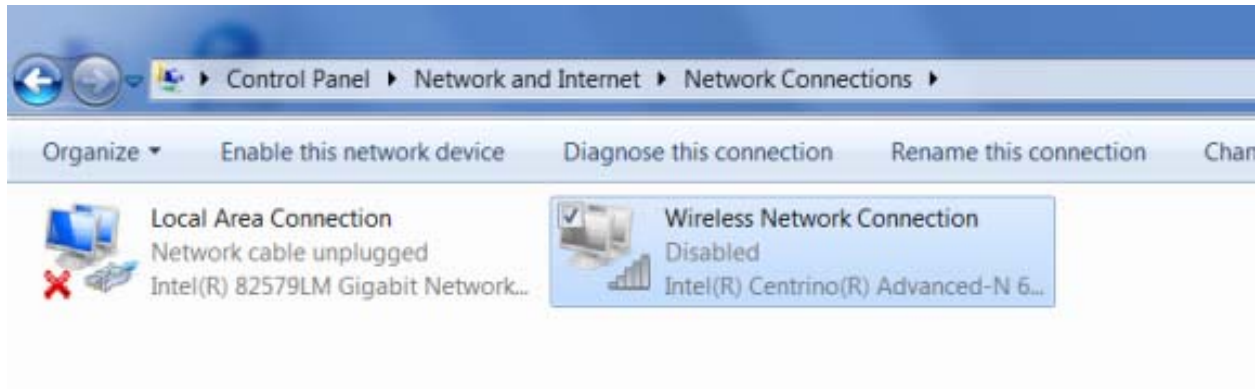 Control Panel ▸ Network and Internet ▸ Network Connections ▸
Organize Enable this network device Diagnose this connection Rename this connection Chan
Local Area Connection
Network cable unplugged
Intel(R) 82579LM Gigabit Network...
Wireless Network Connection
Disabled
Intel(R) Centrino(R) Advanced-N 6...